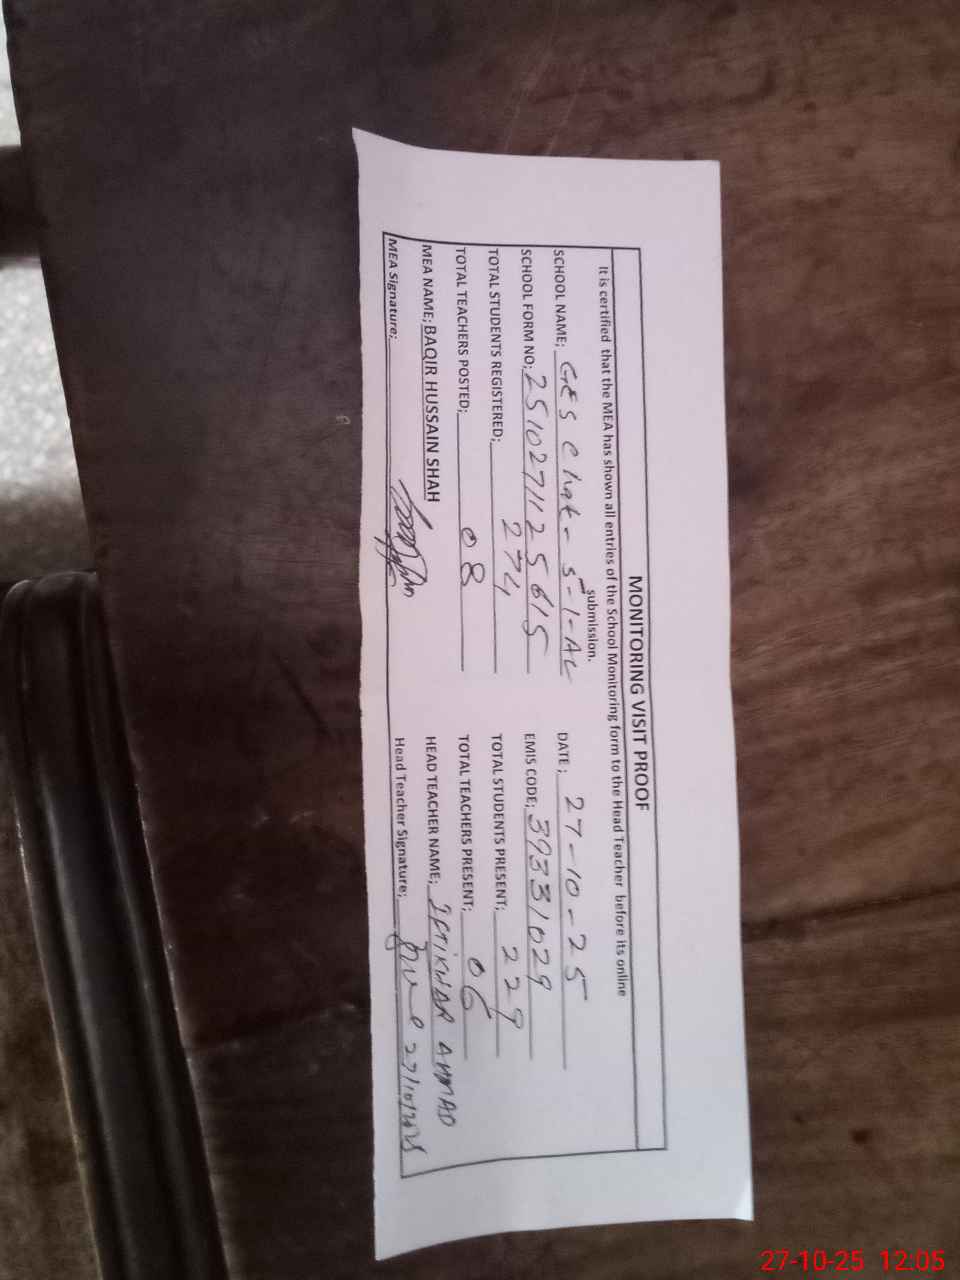 MONITORING VISIT PROOF
It is certified that the MEA has shown all entries of the School Monitoring form to the Head Teacher before its online
submission.
SCHOOL NAME; GES Chak - 5-1-AL DATE; 27-10-25
SCHOOL FORM NO; 2510271125615 EMIS CODE; 39331029
TOTAL STUDENTS REGISTERED; 274 TOTAL STUDENTS PRESENT; 229
TOTAL TEACHERS POSTED; 08 TOTAL TEACHERS PRESENT; 06
MEA NAME; BAQIR HUSSAIN SHAH HEAD TEACHER NAME; IFTIKHAR AHMAD
MEA Signature; Head Teacher Signature; 27/10/2025
27-10-25 12:05